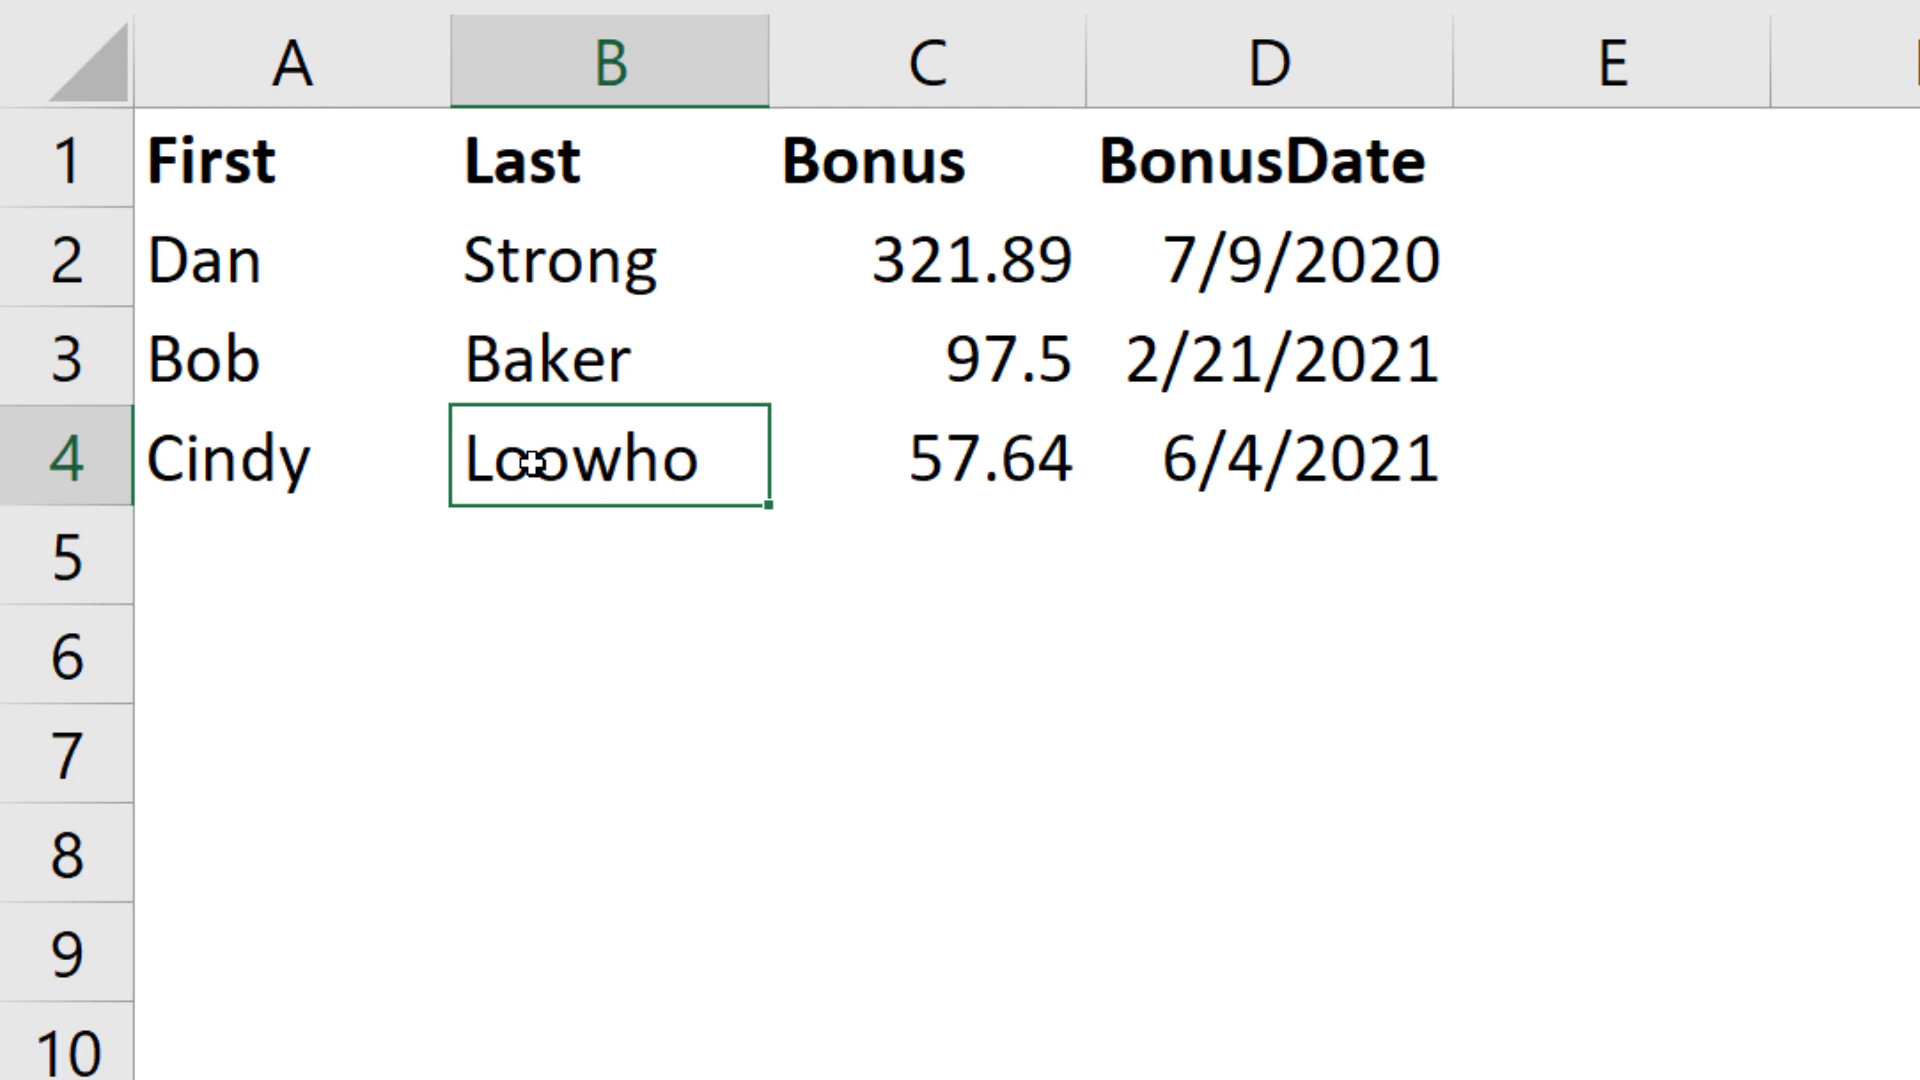 A B C D E
1 First Last Bonus BonusDate
2 Dan Strong 321.89 7/9/2020
3 Bob Baker 97.5 2/21/2021
4 Cindy Loowho 57.64 6/4/2021
5
6
7
8
9
10